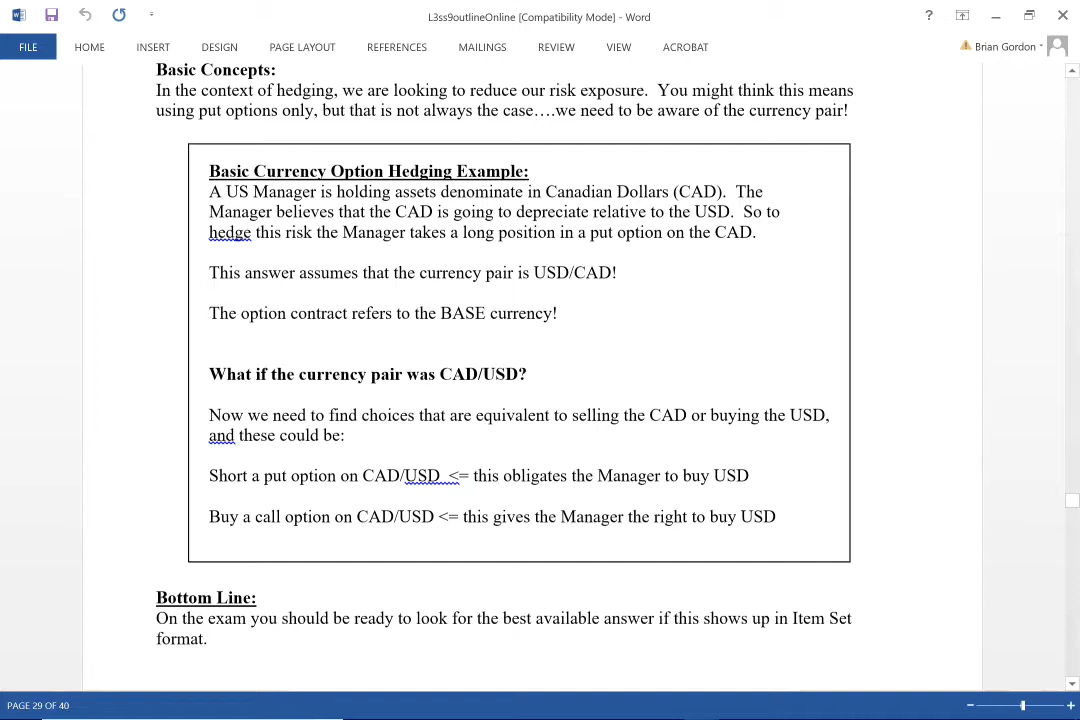 L3ss9outlineOnline [Compatibility Mode] - Word
FILE HOME INSERT DESIGN PAGE LAYOUT REFERENCES MAILINGS REVIEW VIEW ACROBAT Brian Gordon
Basic Concepts:
In the context of hedging, we are looking to reduce our risk exposure. You might think this means
using put options only, but that is not always the case….we need to be aware of the currency pair!
Basic Currency Option Hedging Example:
A US Manager is holding assets denominate in Canadian Dollars (CAD). The
Manager believes that the CAD is going to depreciate relative to the USD. So to
hedge this risk the Manager takes a long position in a put option on the CAD.
This answer assumes that the currency pair is USD/CAD!
The option contract refers to the BASE currency!
What if the currency pair was CAD/USD?
Now we need to find choices that are equivalent to selling the CAD or buying the USD,
and these could be:
Short a put option on CAD/USD <= this obligates the Manager to buy USD
Buy a call option on CAD/USD <= this gives the Manager the right to buy USD
Bottom Line:
On the exam you should be ready to look for the best available answer if this shows up in Item Set
format.
PAGE 29 OF 40